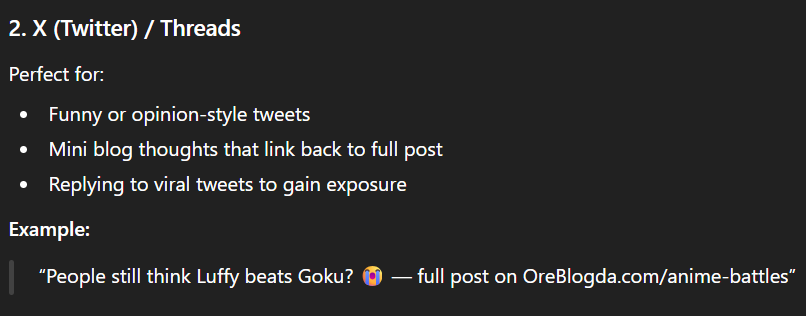 2. X (Twitter) / Threads
Perfect for:
• Funny or opinion-style tweets
• Mini blog thoughts that link back to full post
• Replying to viral tweets to gain exposure
Example:
“People still think Luffy beats Goku? 😭 — full post on OreBlogda.com/anime-battles”